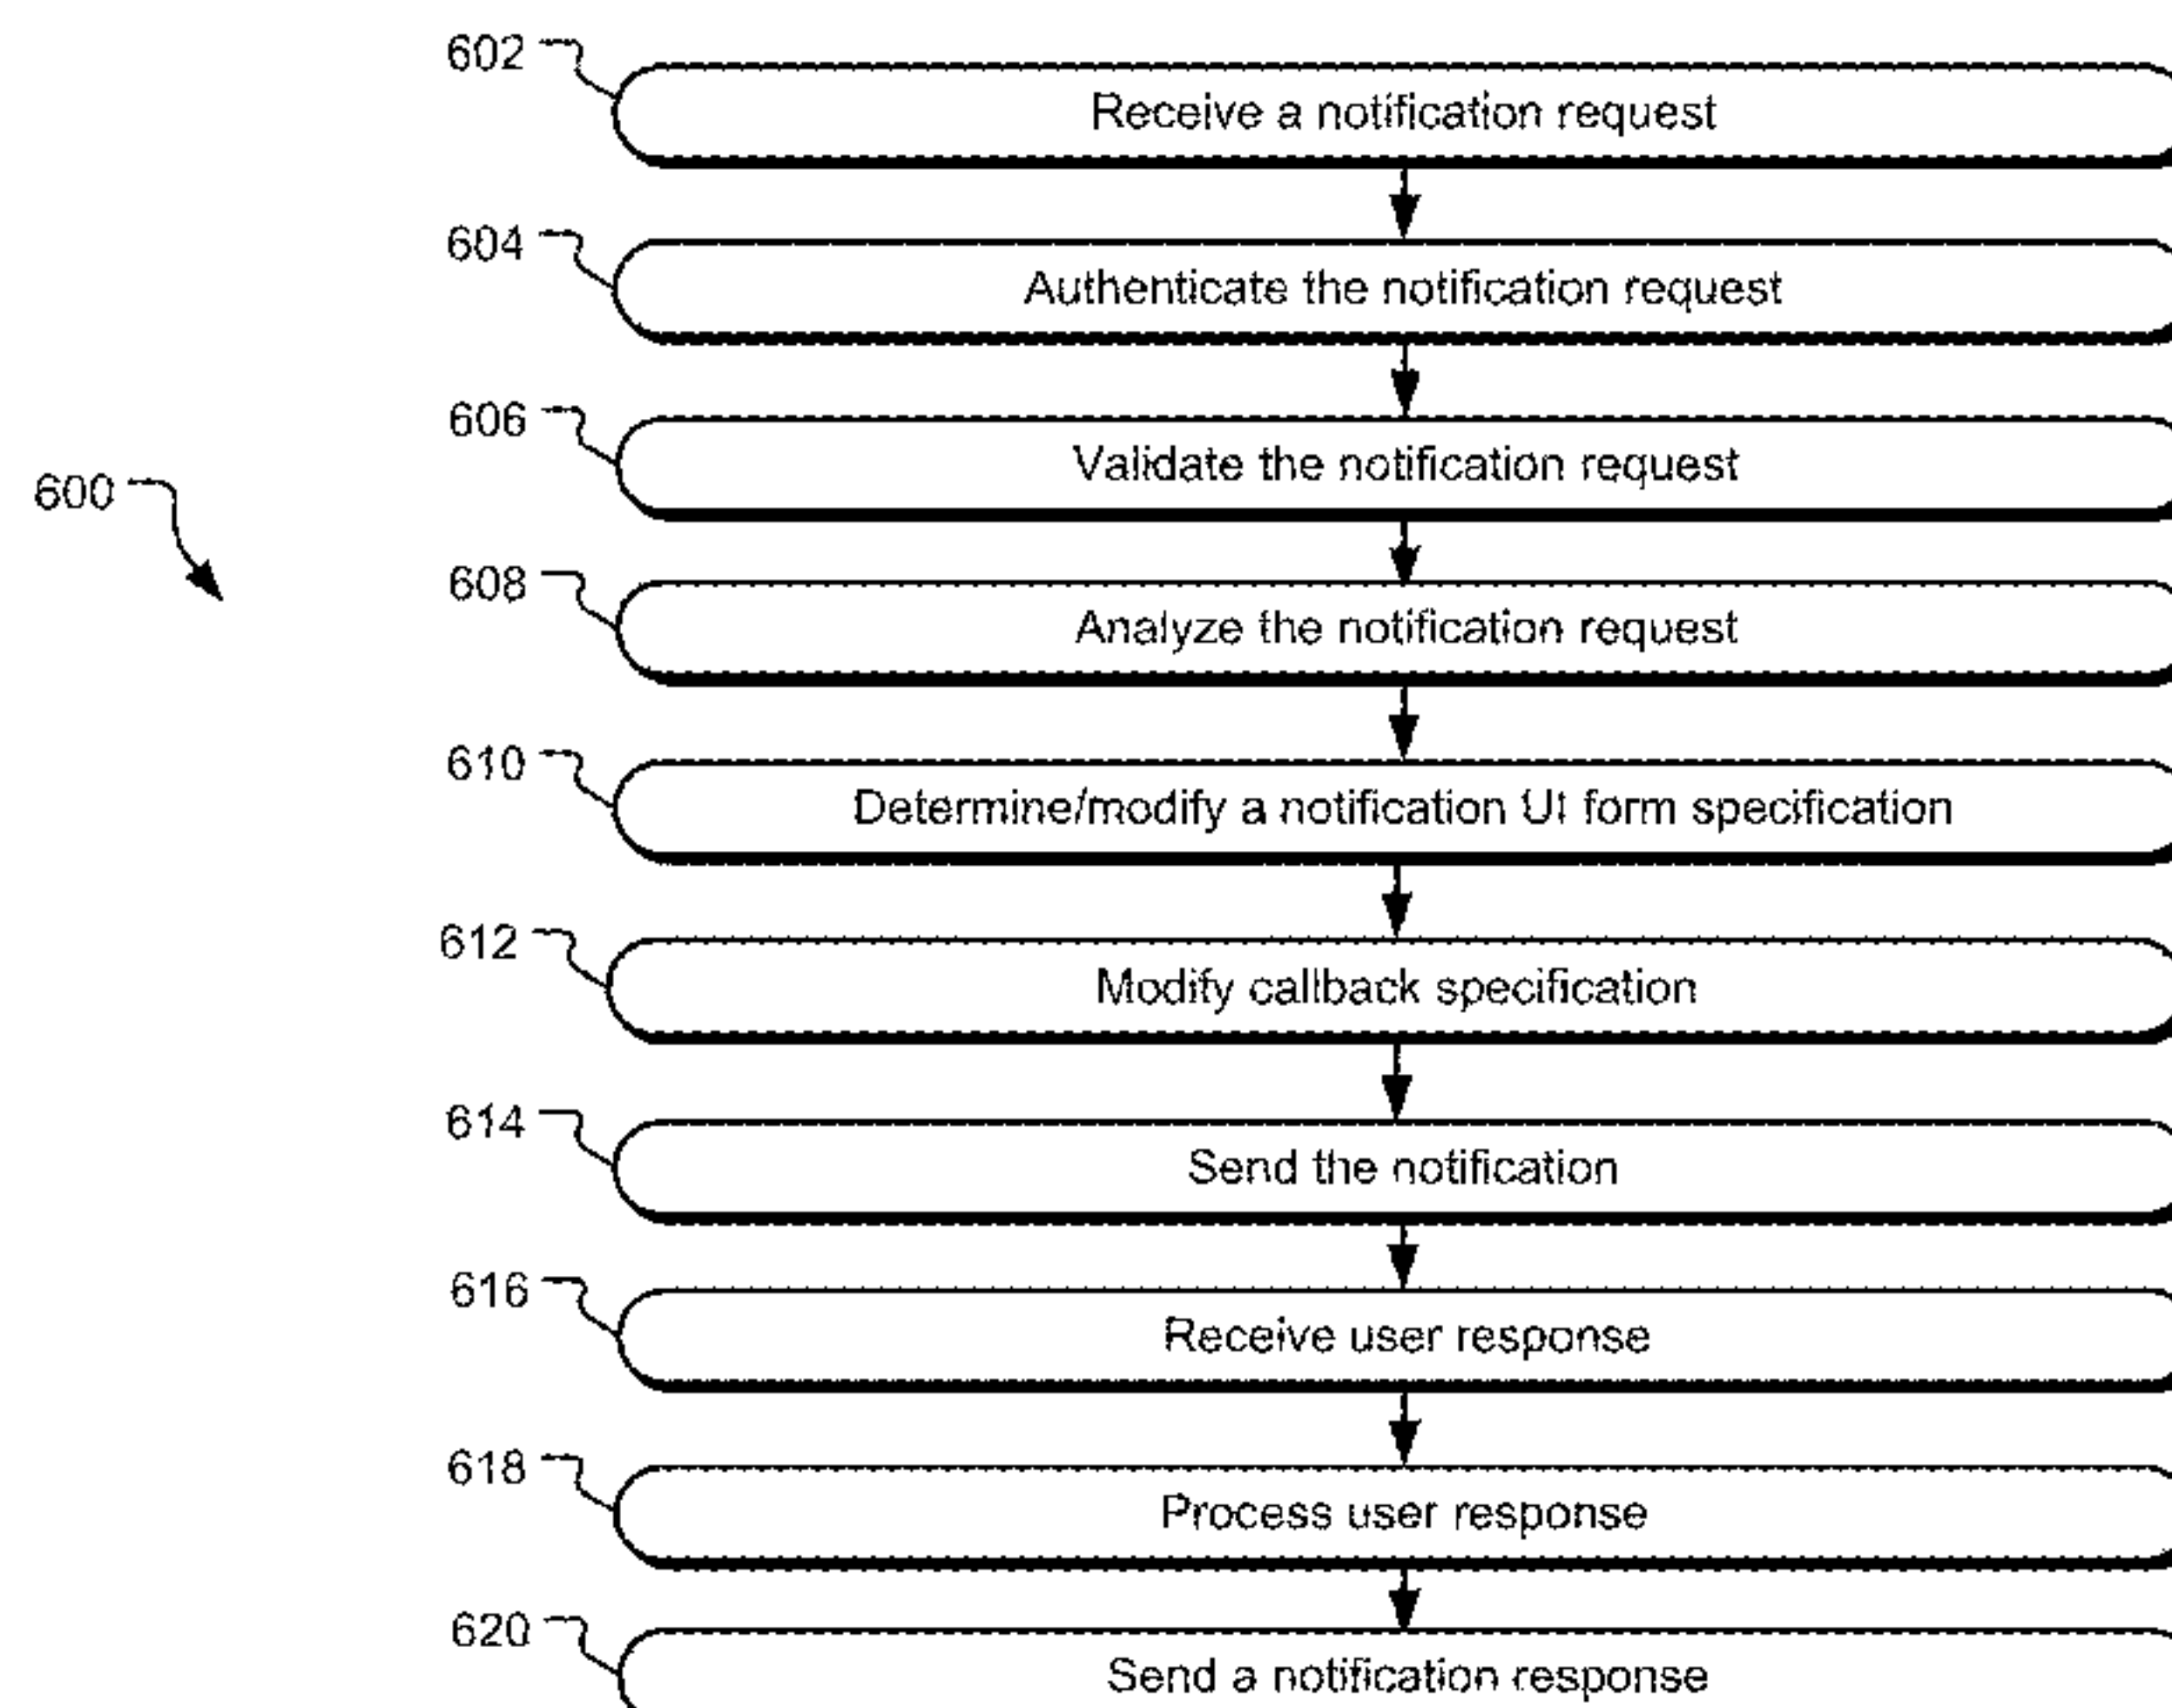 602
Receive a notification request
604
Authenticate the notification request
606
Validate the notification request
600
608
Analyze the notification request
610
Determine/modify a notification UI form specification
612
Modify callback specification
614
Send the notification
616
Receive user response
618
Process user response
620
Send a notification response